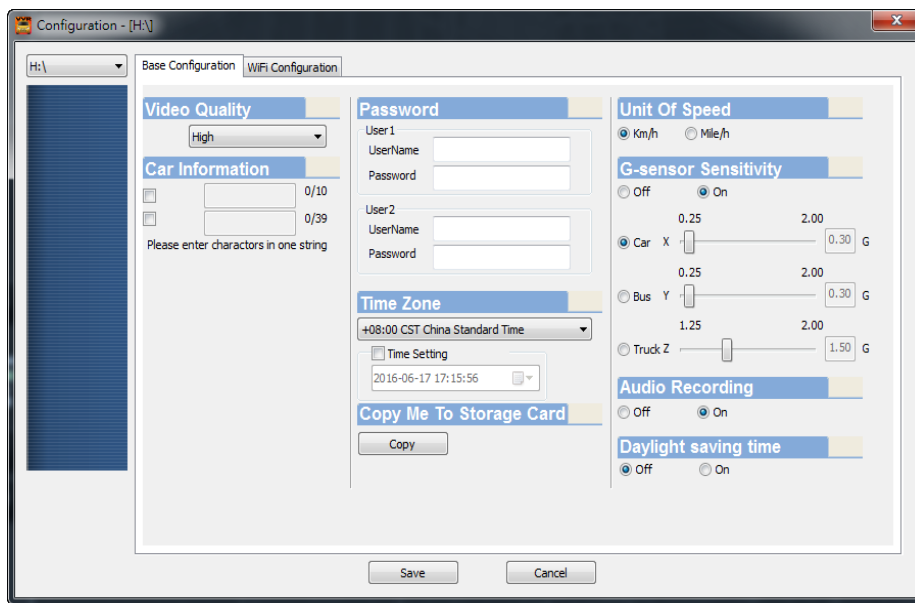 Configuration - [H:\]
H:\
Base Configuration
WiFi Configuration
Video Quality
High
Car Information
0/10
0/39
Please enter charactors in one string
Password
User1
UserName
Password
User2
UserName
Password
Time Zone
+08:00 CST China Standard Time
Time Setting
2016-06-17 17:15:56
Copy Me To Storage Card
Copy
Unit Of Speed
Km/h Mile/h
G-sensor Sensitivity
Off On
0.25 2.00
Car X 0.30 G
0.25 2.00
Bus Y 0.30 G
1.25 2.00
Truck Z 1.50 G
Audio Recording
Off On
Daylight saving time
Off On
Save Cancel